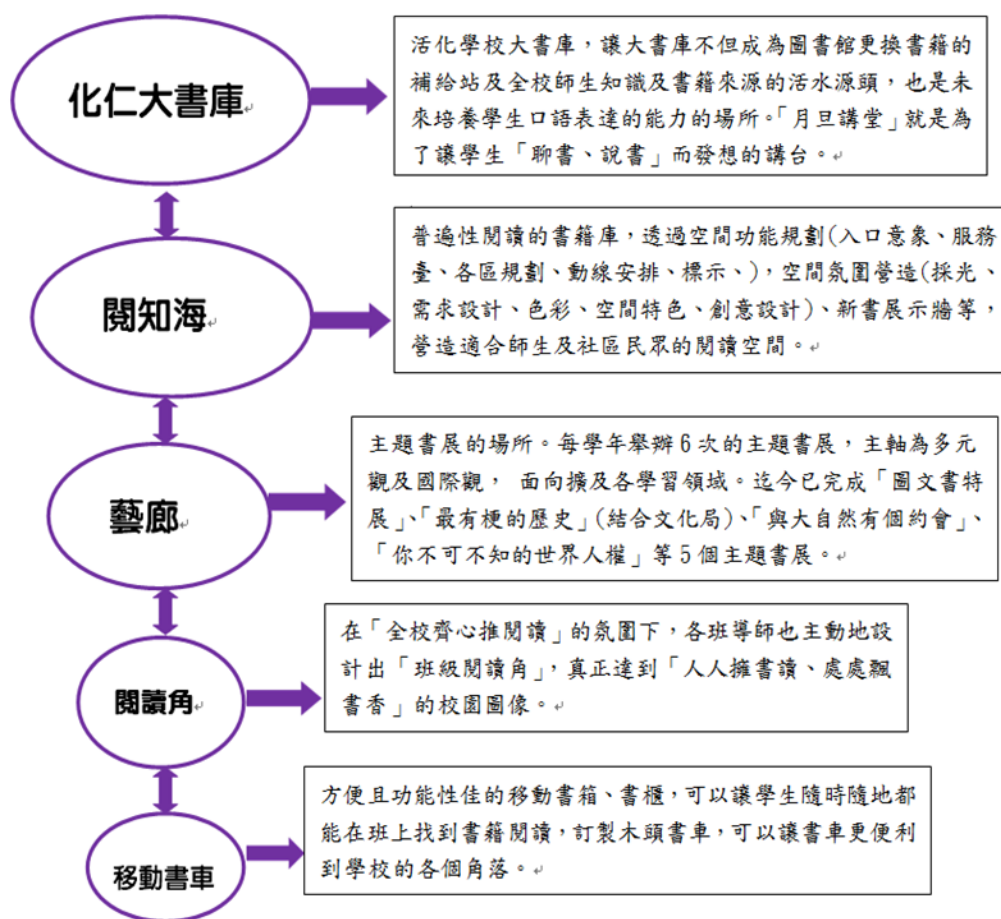 化仁大書庫
活化學校大書庫，讓大書庫不但成為圖書館更換書籍的
補給站及全校師生知識及書籍來源的活水源頭，也是未
來培養學生口語表達的能力的場所。「月旦講堂」就是為
了讓學生「聊書、說書」而發想的講台。
閱知海
普遍性閱讀的書籍庫，透過空間功能規劃(入口意象、服務
臺、各區規劃、動線安排、標示、)，空間氛圍營造(採光、
需求設計、色彩、空間特色、創意設計)、新書展示牆等，
營造適合師生及社區民眾的閱讀空間。
藝廊
主題書展的場所。每學年舉辦 6 次的主題書展，主軸為多元
觀及國際觀， 面向擴及各學習領域。迄今已完成「圖文書特
展」、「最有梗的歷史」(結合文化局)、「與大自然有個約會」、
「你不可不知的世界人權」等 5 個主題書展。
閱讀角
在「全校齊心推閱讀」的氛圍下，各班導師也主動地設
計出「班級閱讀角」，真正達到「人人擁書讀、處處飄
書香」的校園圖像。
移動書車
方便且功能性佳的移動書箱、書櫃，可以讓學生隨時隨地都
能在班上找到書籍閱讀，訂製木頭書車，可以讓書車更便利
到學校的各個角落。